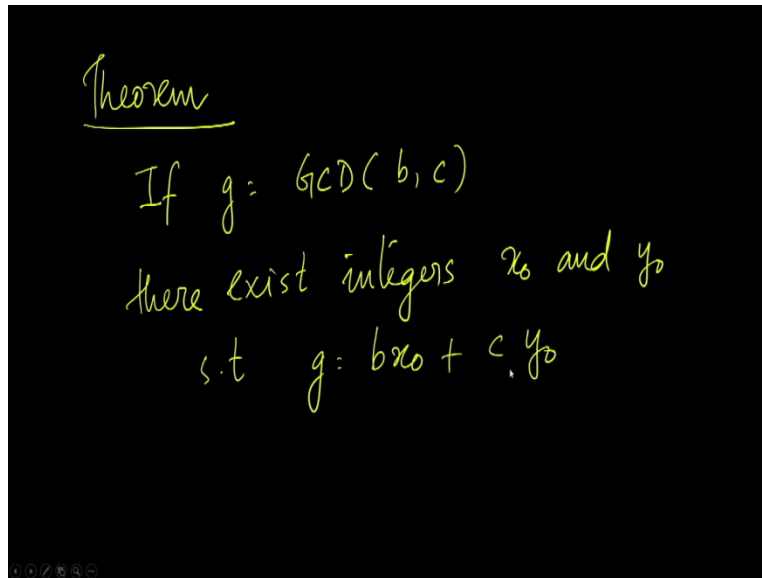 Theorem
If g = GCD(b, c)
there exist integers x₀ and y₀
s.t g = bx₀ + c.y₀